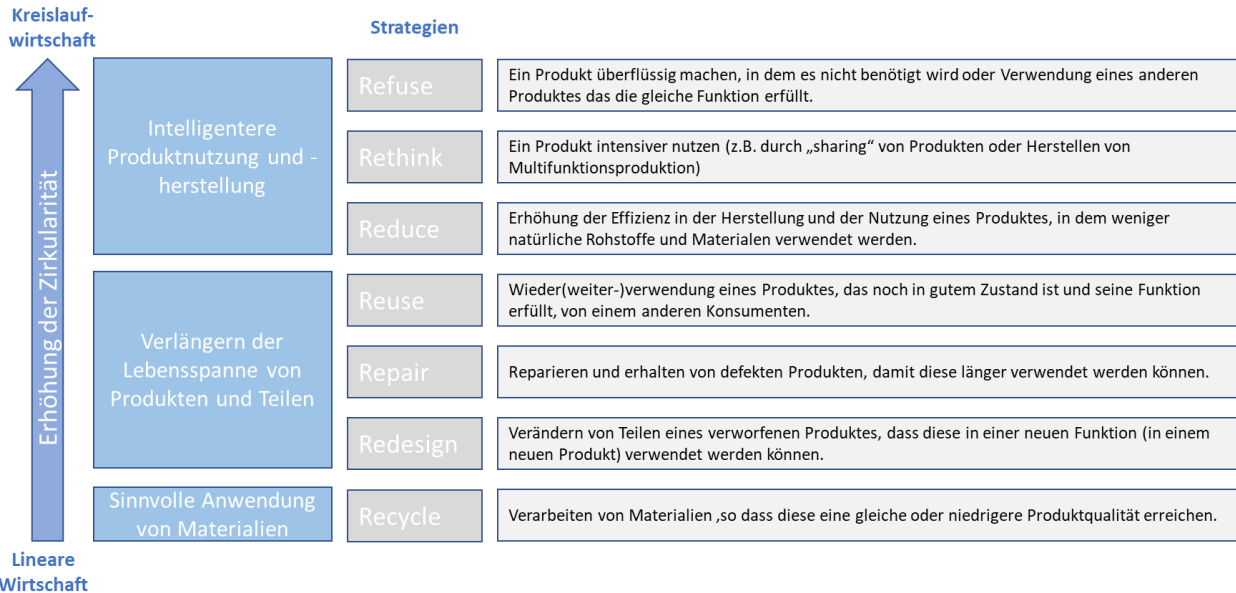 Kreislauf-
wirtschaft
Strategien
Erhöhung der Zirkularität
Intelligentere
Produktnutzung und -
herstellung
Refuse
Ein Produkt überflüssig machen, in dem es nicht benötigt wird oder Verwendung eines anderen
Produktes das die gleiche Funktion erfüllt.
Rethink
Ein Produkt intensiver nutzen (z.B. durch „sharing“ von Produkten oder Herstellen von
Multifunktionsproduktion)
Reduce
Erhöhung der Effizienz in der Herstellung und der Nutzung eines Produktes, in dem weniger
natürliche Rohstoffe und Materialen verwendet werden.
Verlängern der
Lebensspanne von
Produkten und Teilen
Reuse
Wieder(weiter-)verwendung eines Produktes, das noch in gutem Zustand ist und seine Funktion
erfüllt, von einem anderen Konsumenten.
Repair
Reparieren und erhalten von defekten Produkten, damit diese länger verwendet werden können.
Redesign
Verändern von Teilen eines verworfenen Produktes, dass diese in einer neuen Funktion (in einem
neuen Produkt) verwendet werden können.
Sinnvolle Anwendung
von Materialien
Recycle
Verarbeiten von Materialien ,so dass diese eine gleiche oder niedrigere Produktqualität erreichen.
Lineare
Wirtschaft